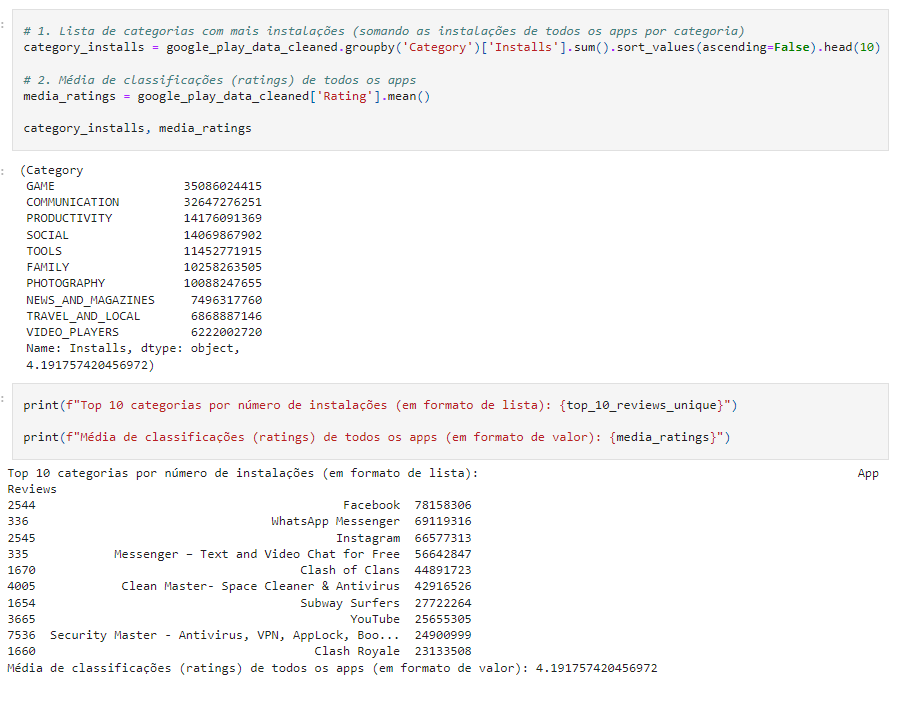 # 1. Lista de categorias com mais instalações (somando as instalações de todos os apps por categoria)
category_installs = google_play_data_cleaned.groupby('Category')['Installs'].sum().sort_values(ascending=False).head(10)
# 2. Média de classificações (ratings) de todos os apps
media_ratings = google_play_data_cleaned['Rating'].mean()
category_installs, media_ratings
(Category
GAME 35086024415
COMMUNICATION 32647276251
PRODUCTIVITY 14176091369
SOCIAL 14069867902
TOOLS 11452771915
FAMILY 10258263505
PHOTOGRAPHY 10088247655
NEWS_AND_MAGAZINES 7496317760
TRAVEL_AND_LOCAL 6868887146
VIDEO_PLAYERS 6222002720
Name: Installs, dtype: object,
4.191757420456972)
print(f"Top 10 categorias por número de instalações (em formato de lista): {top_10_reviews_unique}")
print(f"Média de classificações (ratings) de todos os apps (em formato de valor): {media_ratings}")
Top 10 categorias por número de instalações (em formato de lista): App
Reviews
2544 Facebook 78158306
336 WhatsApp Messenger 69119316
2545 Instagram 66577313
335 Messenger – Text and Video Chat for Free 56642847
1670 Clash of Clans 44891723
4005 Clean Master- Space Cleaner & Antivirus 42916526
1654 Subway Surfers 27722264
3665 YouTube 25655305
7536 Security Master - Antivirus, VPN, AppLock, Boo... 24900999
1660 Clash Royale 23133508
Média de classificações (ratings) de todos os apps (em formato de valor): 4.191757420456972